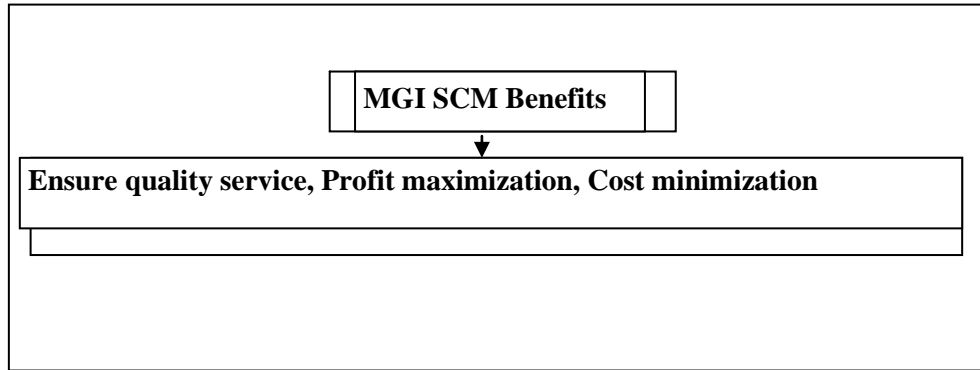 MGI SCM Benefits
Ensure quality service, Profit maximization, Cost minimization